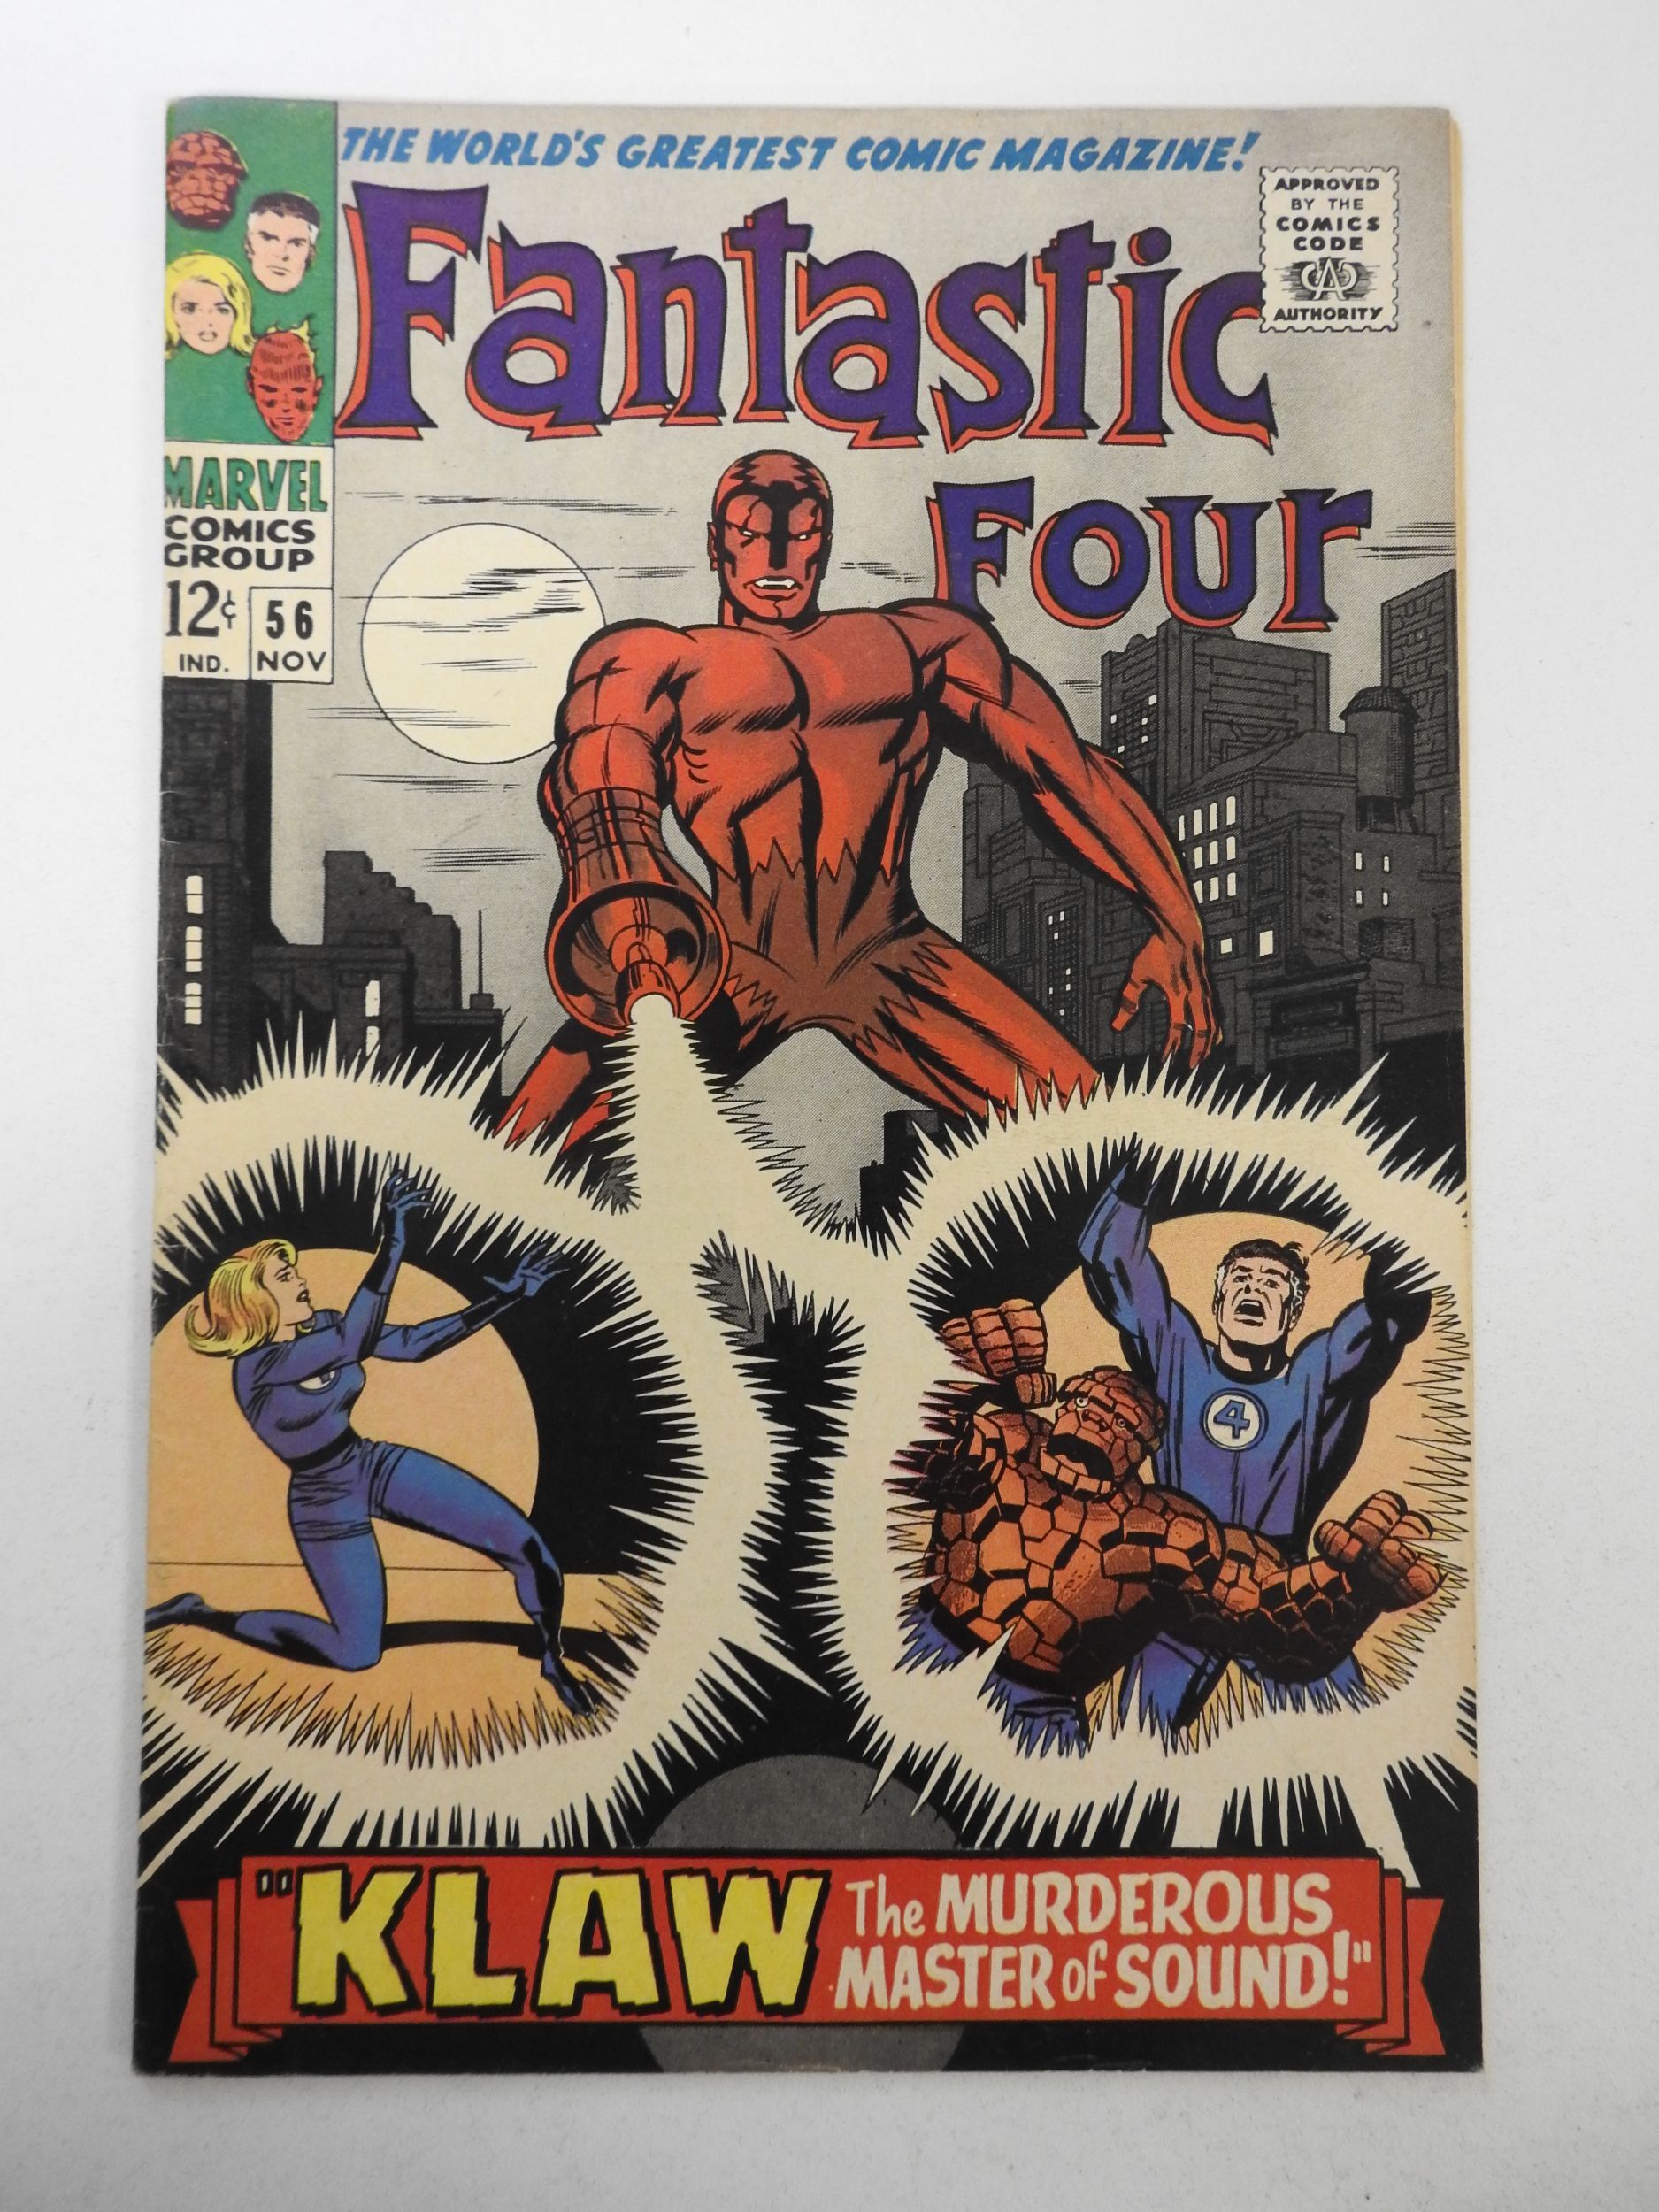 THE WORLD'S GREATEST COMIC MAGAZINE!
Fantastic
Four
APPROVED
BY THE
COMICS
CODE
CA
AUTHORITY
MARVEL
COMICS
GROUP
12¢
IND.
56
NOV
4
"KLAW
The MURDEROUS
MASTER OF SOUND!"